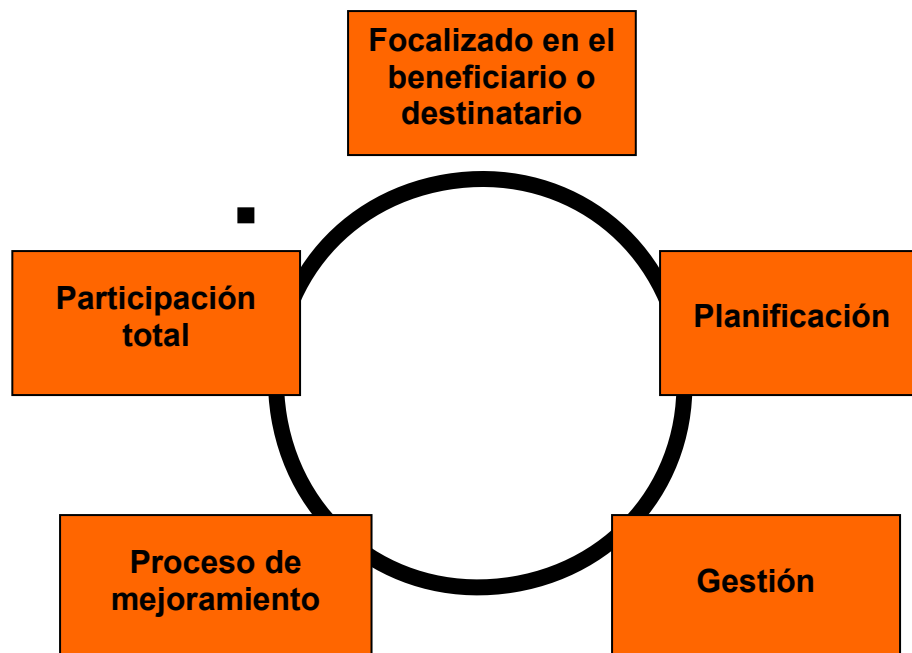 Focalizado en el
beneficiario o
destinatario
Participación
total
Planificación
Proceso de
mejoramiento
Gestión